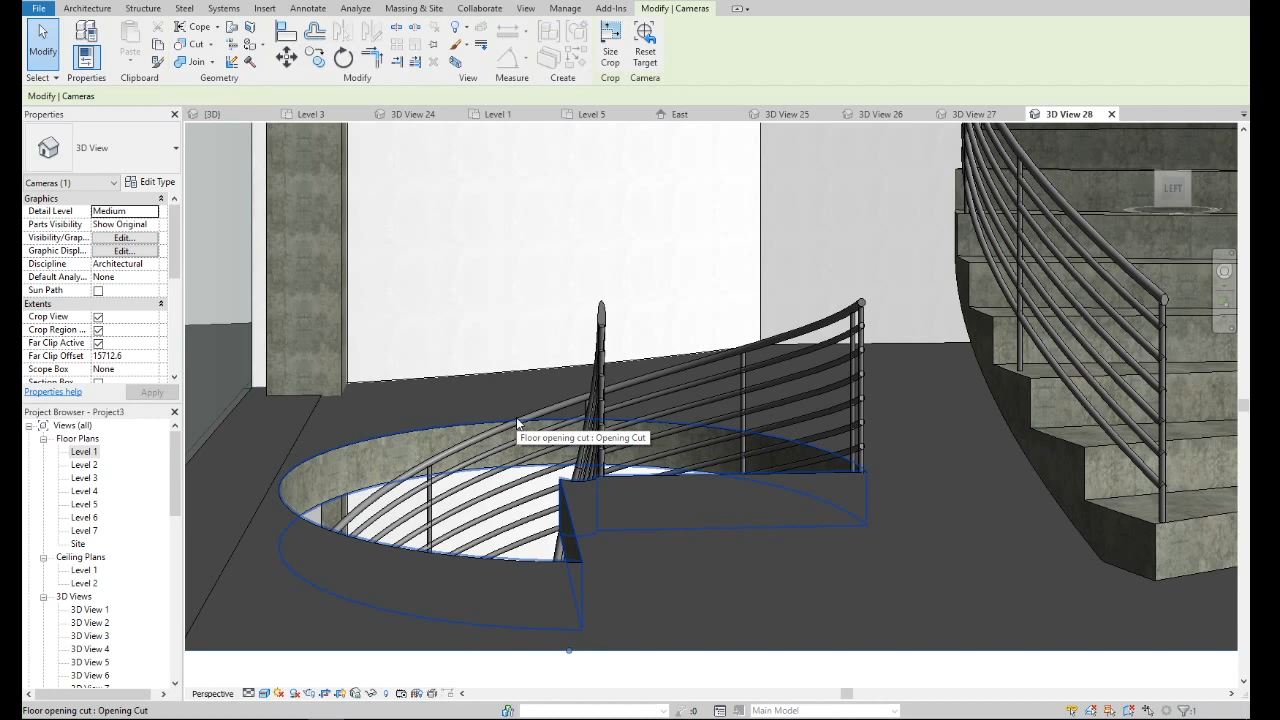 File Architecture Structure Steel Systems Insert Annotate Analyze Massing & Site Collaborate View Manage Add-Ins Modify | Cameras
Modify Paste Cope Cut Join Size Crop Reset Target
Select Properties Clipboard Geometry Modify View Measure Create Crop Camera
Modify | Cameras
Properties
{3D} Level 3 3D View 24 Level 1 Level 5 East 3D View 25 3D View 26 3D View 27 3D View 28
3D View
Cameras (1) Edit Type
Graphics
Detail Level Medium
Parts Visibility Show Original
Visibility/Grap... Edit...
Graphic Displ... Edit...
Discipline Architectural
Default Analy... None
Sun Path
Extents
Crop View
Crop Region ...
Far Clip Active
Far Clip Offset 15712.6
Scope Box None
Section Box
Properties help Apply
Project Browser - Project3
Views (all)
Floor Plans
Level 1
Level 2
Level 3
Level 4
Level 5
Level 6
Level 7
Site
Ceiling Plans
Level 1
Level 2
3D Views
3D View 1
3D View 2
3D View 3
3D View 4
3D View 5
3D View 6
3D View 7
LEFT
Floor opening cut : Opening Cut
Perspective
Floor opening cut : Opening Cut :0 Main Model :1